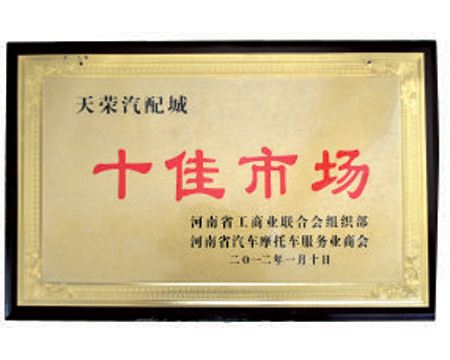 天荣汽配城
十佳市场
河南省工商业联合会组织部
河南省汽车摩托车服务业商会
二〇一二年一月十日